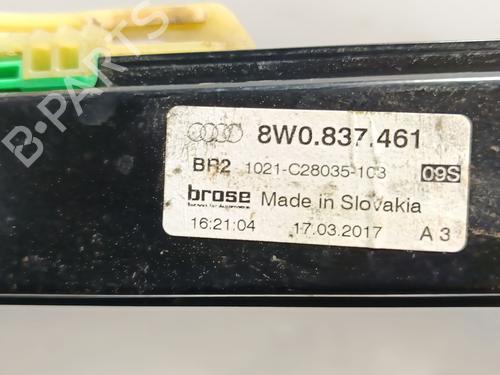 8W0.837.461
BR2 1021-C28035-103 09S
brose Made in Slovakia
16:21:04 17.03.2017 A 3
B-Parts